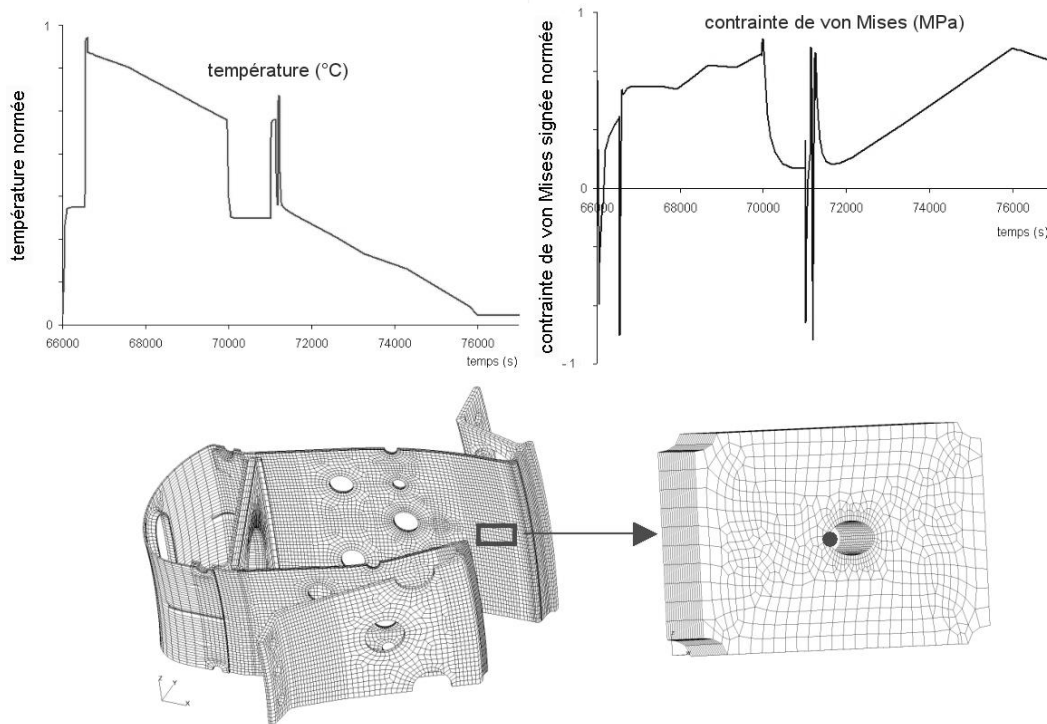 1
température (°C)
température normée
0
66000 68000 70000 72000 74000 76000
temps (s)
1
contrainte de von Mises (MPa)
contrainte de von Mises signée normée
0
66000 68000 70000 72000 74000 76000
temps (s)
-1
Z Y
X